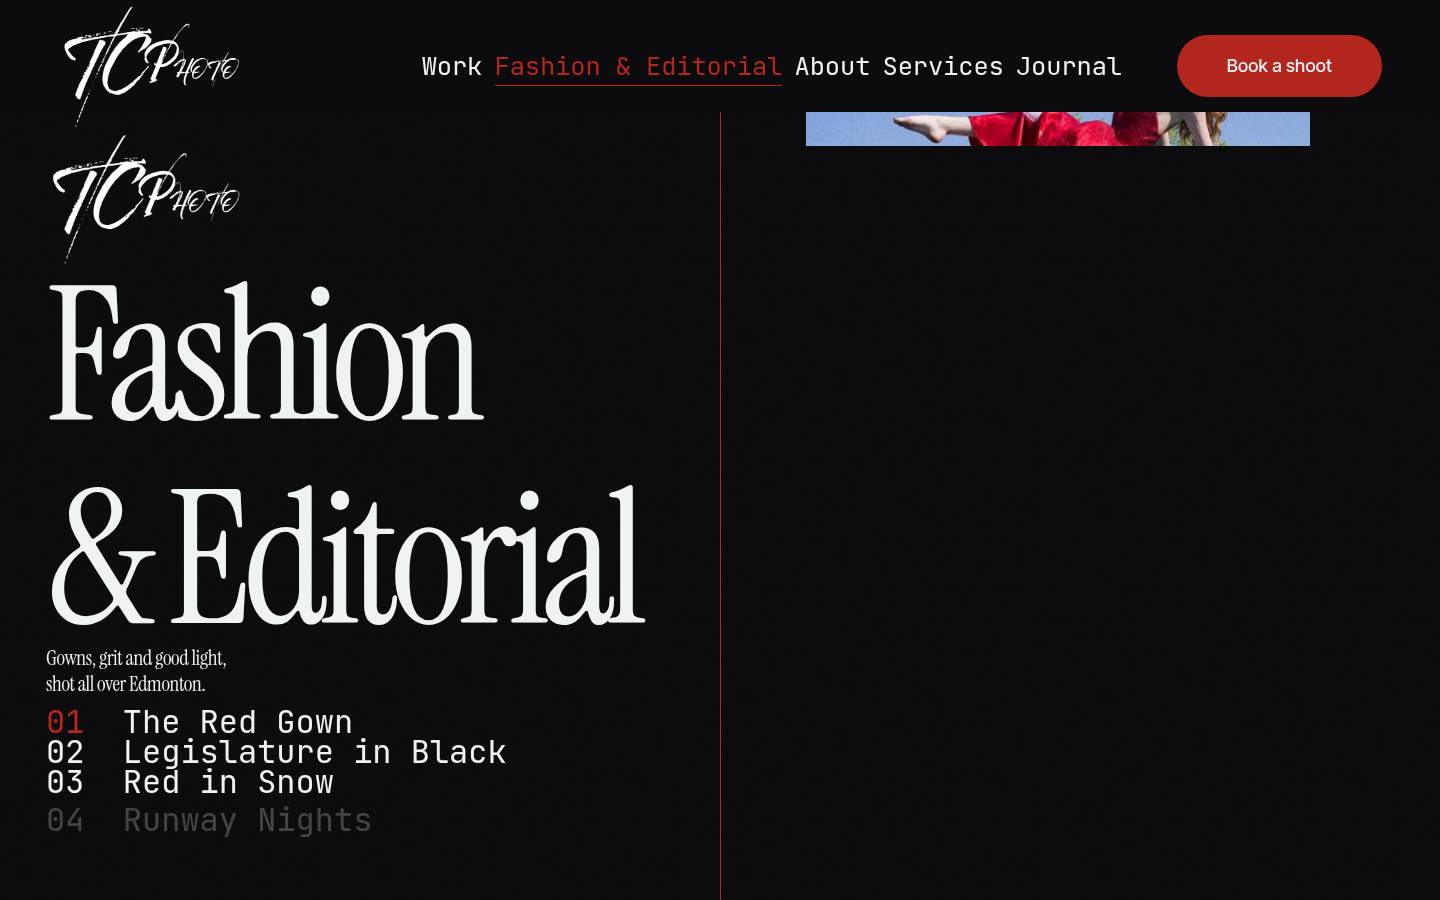 TCPHOTO
Work Fashion & Editorial About Services Journal
Book a shoot
TCPHOTO
Fashion
& Editorial
Gowns, grit and good light,
shot all over Edmonton.
01 The Red Gown
02 Legislature in Black
03 Red in Snow
04 Runway Nights